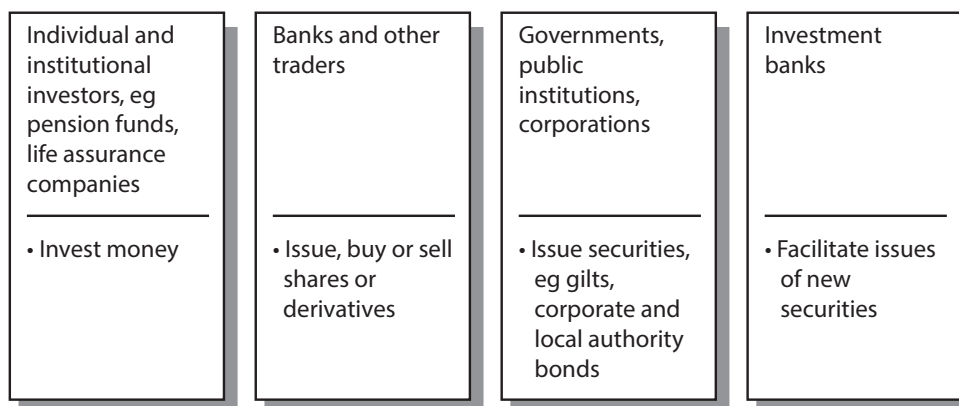 Individual and
institutional
investors, eg
pension funds,
life assurance
companies
• Invest money
Banks and other
traders
• Issue, buy or sell
shares or
derivatives
Governments,
public
institutions,
corporations
• Issue securities,
eg gilts,
corporate and
local authority
bonds
Investment
banks
• Facilitate issues
of new
securities